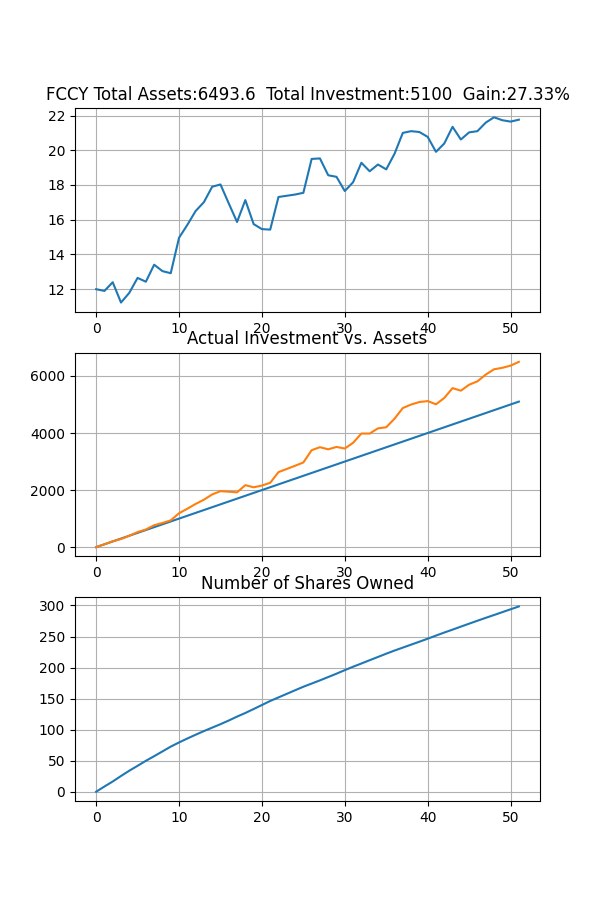 FCCY Total Assets:6493.6  Total Investment:5100  Gain:27.33%
22
20
18
16
14
12
0 10 20 30 40 50
Actual Investment vs. Assets
6000
4000
2000
0
0 10 20 30 40 50
Number of Shares Owned
300
250
200
150
100
50
0
0 10 20 30 40 50